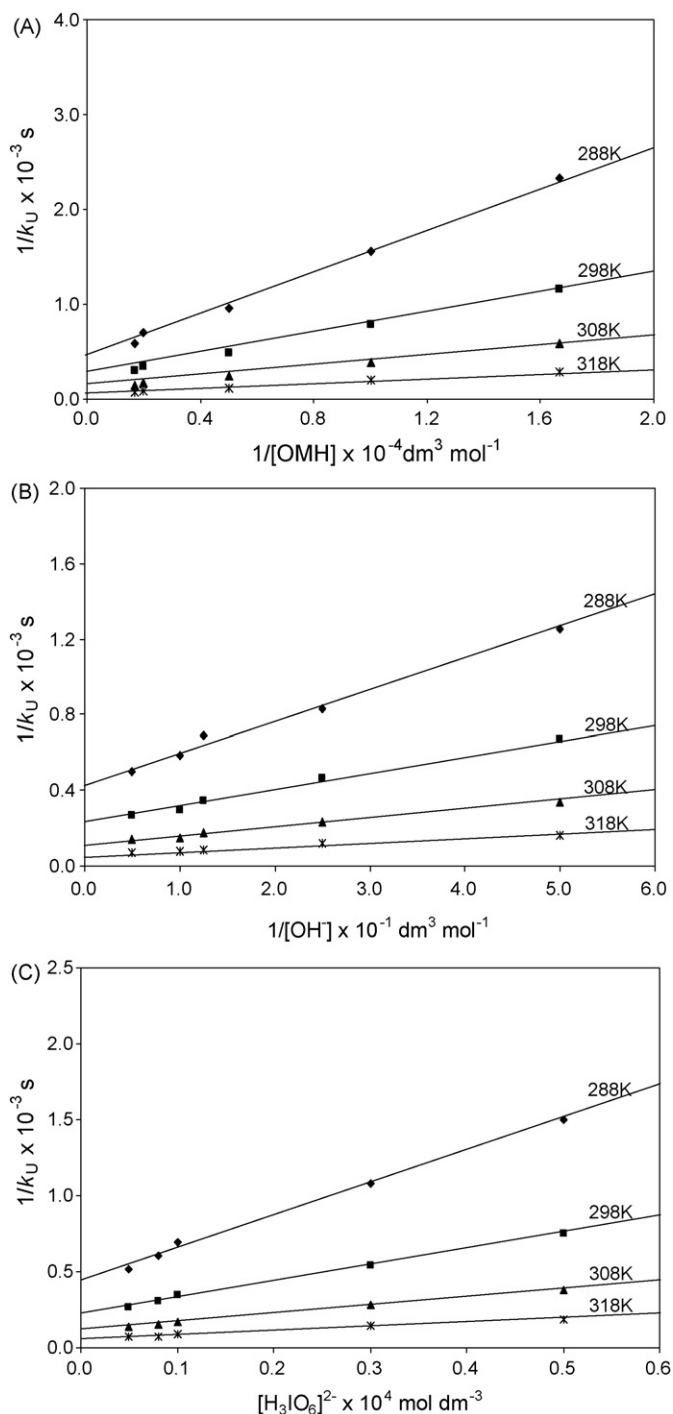 (A)
4.0
3.0
2.0
1.0
0.0
1/kU x 10-3 s
288K
298K
308K
318K
0.0 0.4 0.8 1.2 1.6 2.0
1/[OMH] x 10-4dm3 mol-1
(B)
2.0
1.6
1.2
0.8
0.4
0.0
1/kU x 10-3 s
288K
298K
308K
318K
0.0 1.0 2.0 3.0 4.0 5.0 6.0
1/[OH-] x 10-1 dm3 mol-1
(C)
2.5
2.0
1.5
1.0
0.5
0.0
1/kU x 10-3 s
288K
298K
308K
318K
0.0 0.1 0.2 0.3 0.4 0.5 0.6
[H3IO6]2- x 104 mol dm-3